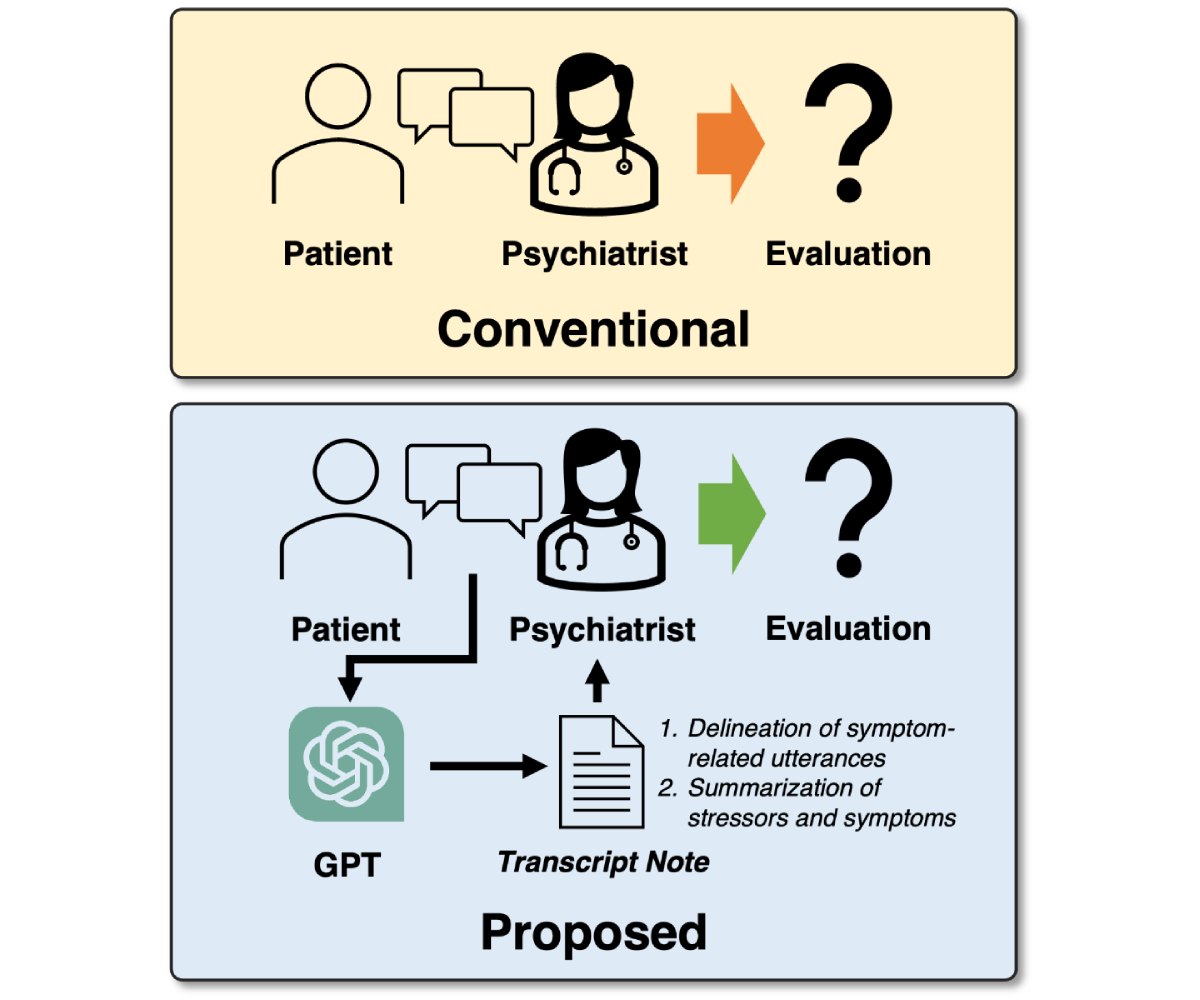 Patient
Psychiatrist
Evaluation
Conventional
Patient
Psychiatrist
Evaluation
1. Delineation of symptom-
related utterances
2. Summarization of
stressors and symptoms
GPT
Transcript Note
Proposed